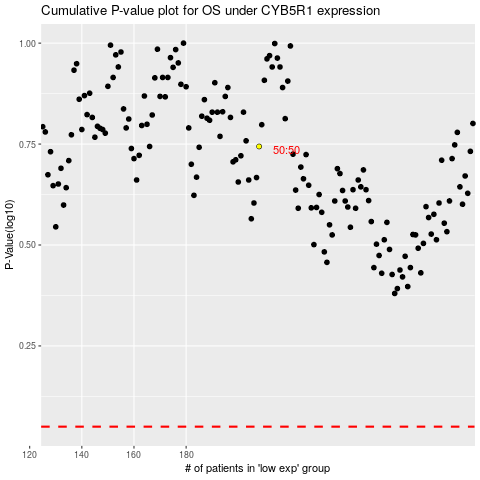 Cumulative P-value plot for OS under CYB5R1 expression
P-Value(log10)
1.00
0.75
0.50
0.25
50:50
120 140 160 180
# of patients in 'low exp' group